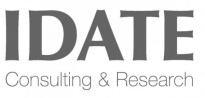 IDATE
Consulting & Research